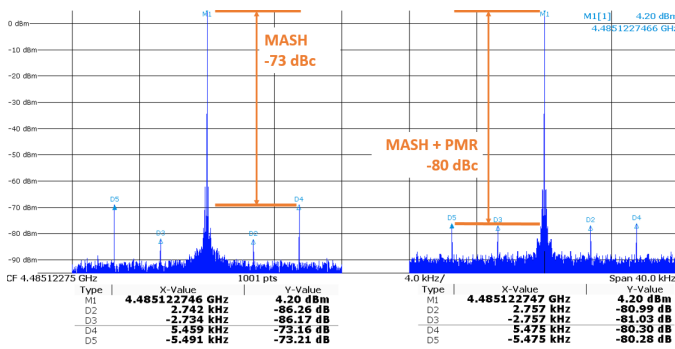 M1
M1
M1[1] 4.20 dBm
4.4851227466 GHz
0 dBm
-10 dBm
-20 dBm
-30 dBm
-40 dBm
-50 dBm
-60 dBm
-70 dBm
-80 dBm
-90 dBm
MASH
-73 dBc
MASH + PMR
-80 dBc
D5
D4
D3
D2
D5
D3
D2
D4
CF 4.48512275 GHz 1001 pts 4.0 kHz/ Span 40.0 kHz
Type X-Value Y-Value Type X-Value Y-Value
M1 4.485122746 GHz 4.20 dBm M1 4.485122747 GHz 4.20 dBm
D2 2.742 kHz -86.26 dB D2 2.757 kHz -80.99 dB
D3 -2.734 kHz -86.17 dB D3 -2.757 kHz -81.03 dB
D4 5.459 kHz -73.16 dB D4 5.475 kHz -80.30 dB
D5 -5.491 kHz -73.21 dB D5 -5.475 kHz -80.28 dB